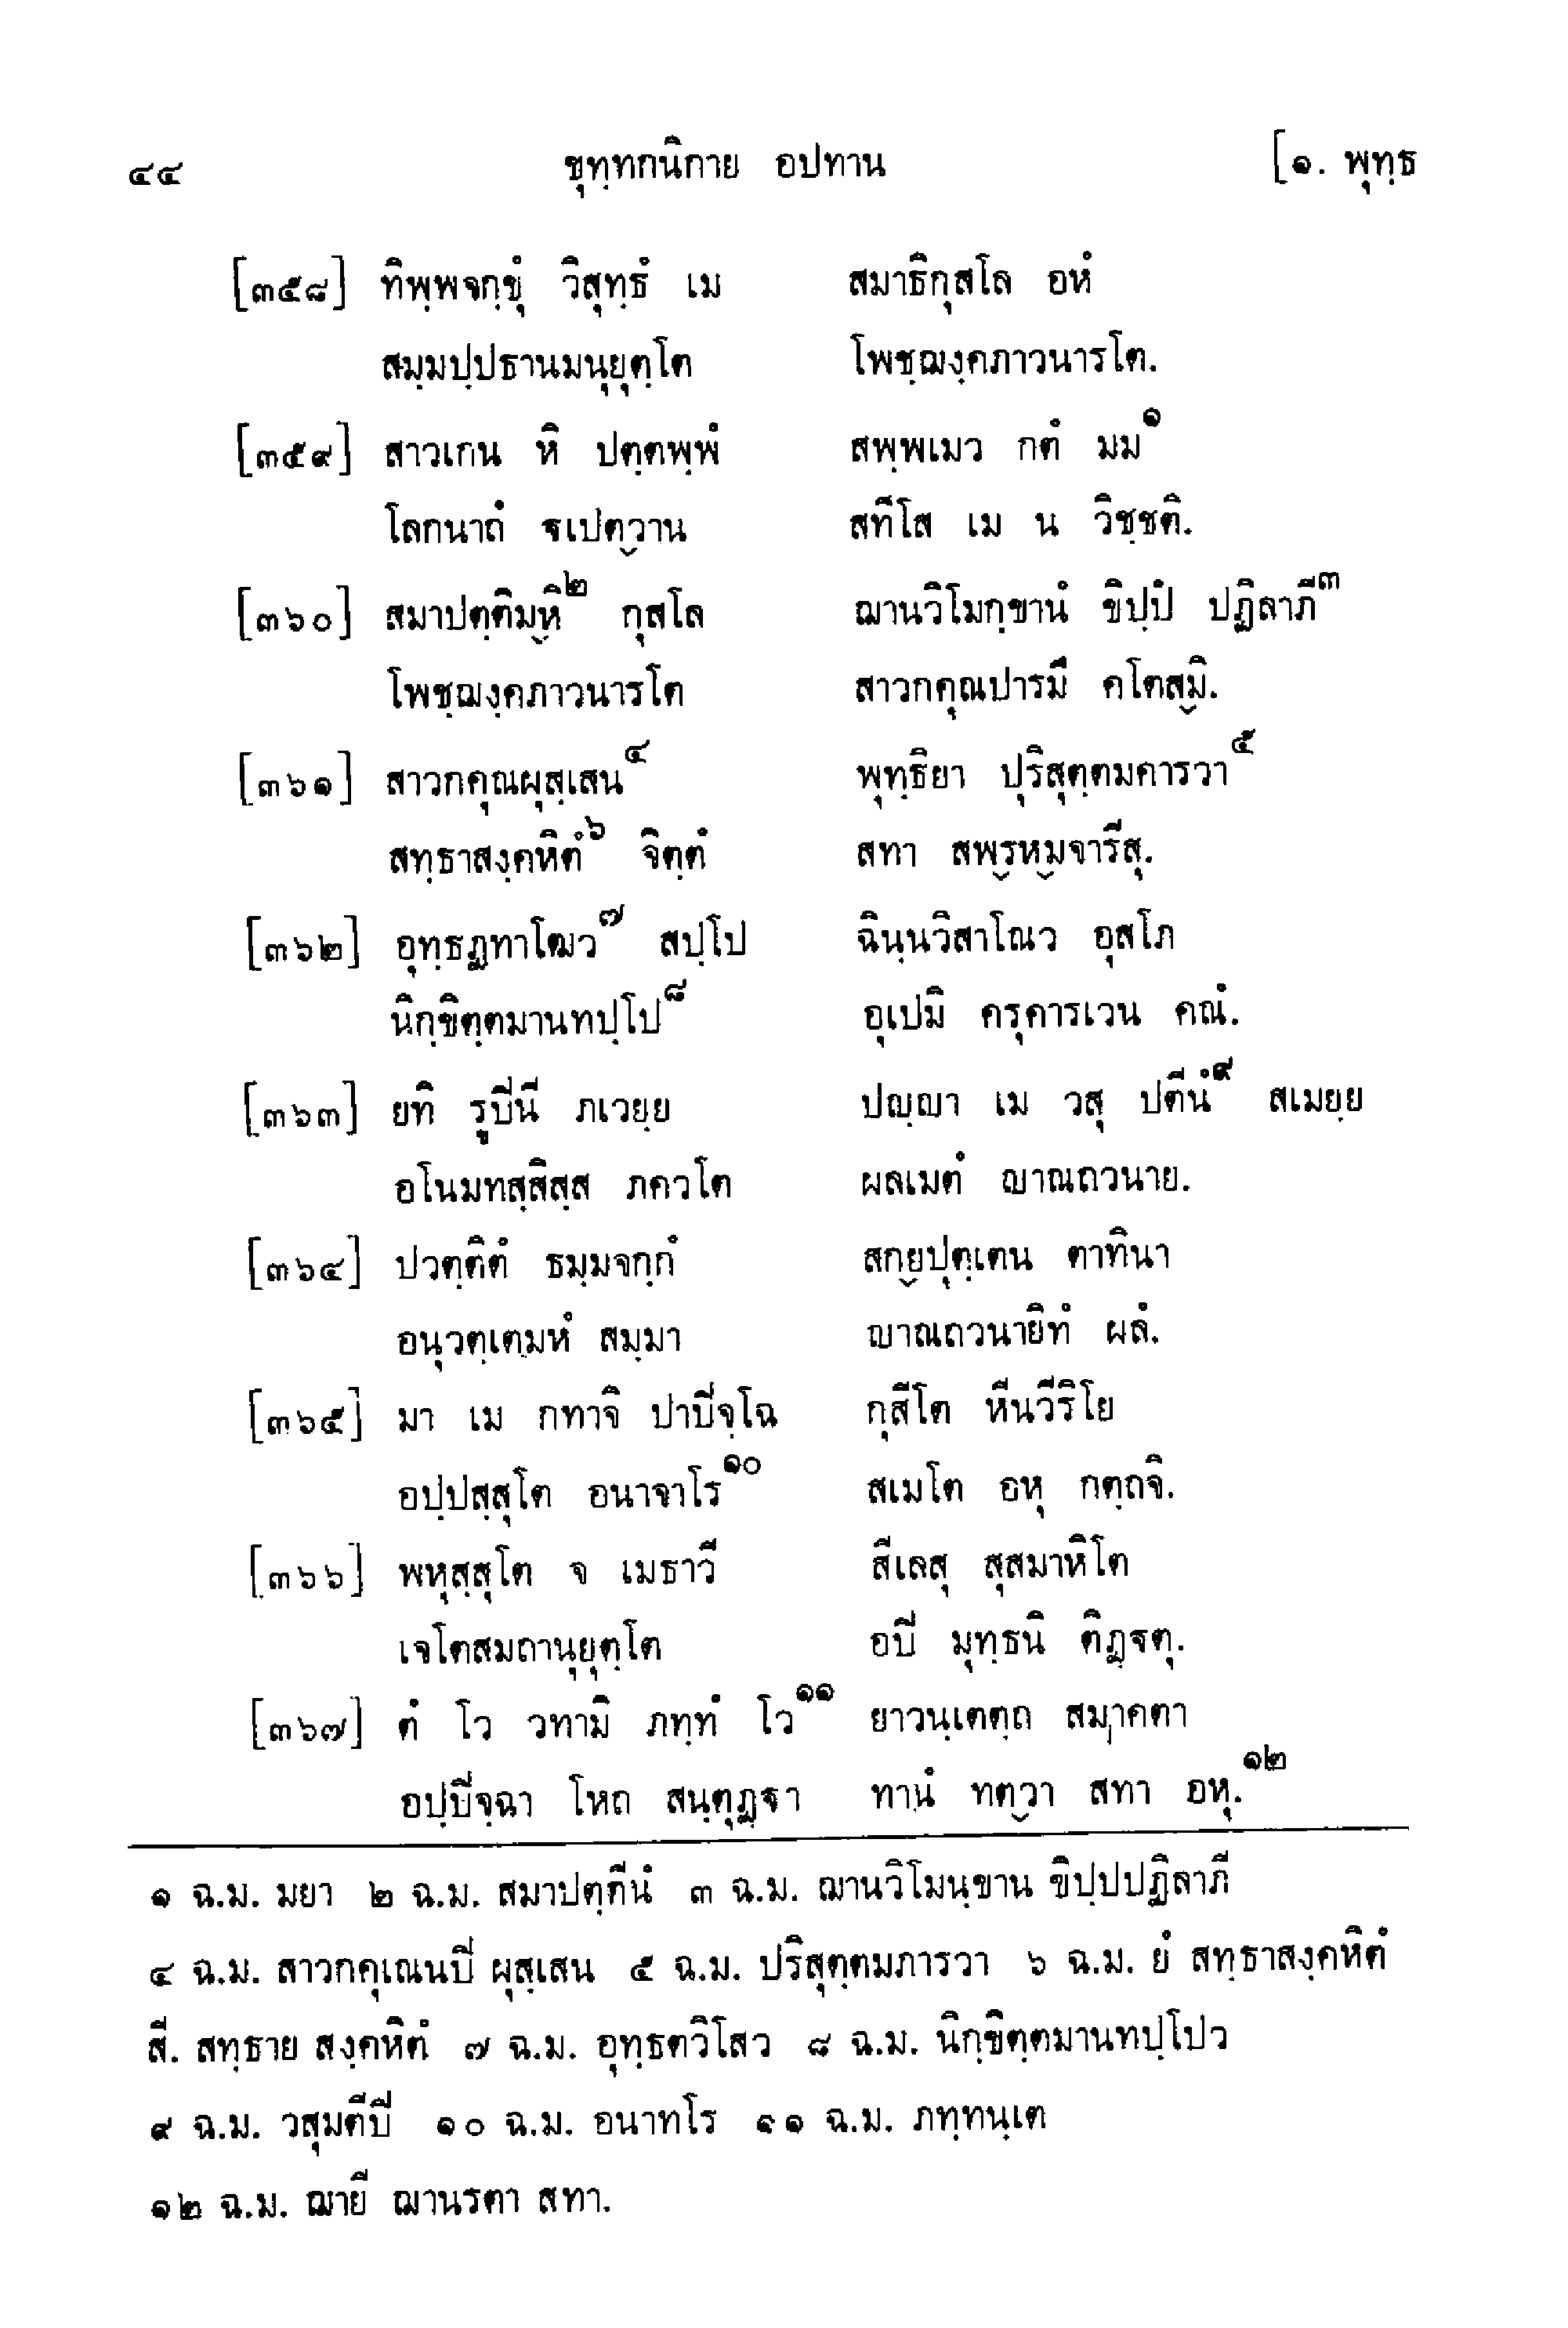 ๔๔ ขุทฺทกนิกาย อปทาน [๑. พุทฺธ
[๓๕๘] ทิพฺพจกฺขุํ วิสุทฺธํ เม สมาธิกุสโล อหํ
สมฺมปฺปธานมนุยุตฺโต โพชฺฌงฺคภาวนารโต.
[๓๕๙] สาวเกน หิ ปตฺตพฺพํ สพฺพเมว กตํ มม๑
โลกนาถํ ฐเปตฺวาน สทิโส เม น วิชฺชติ.
[๓๖๐] สมาปตฺติมฺหิ๒ กุสโล ฌานวิโมกฺขานํ ขิปฺปํ ปฏิลาภี๓
โพชฺฌงฺคภาวนารโต สาวกคุณปารมึ คโตสฺมิ.
[๓๖๑] สาวกคุณผุสฺเสน๔ พุทฺธิยา ปุริสุตฺตมคารวา๕
สทฺธาสงฺคหิตํ๖ จิตฺตํ สทา สพฺรหฺมจารีสุ.
[๓๖๒] อุทฺธฏทาโฒว๗ สปฺโป ฉินฺนวิสาโณว อุสโภ
นิกฺขิตฺตมานทปฺโป๘ อุเปมิ ครุคารเวน คณํ.
[๓๖๓] ยทิ รูปินี ภเวยฺย ปญฺญา เม วสุ ปตีนํ๙ สเมยฺย
อโนมทสฺสิสฺส ภควโต ผลเมตํ ญาณถวนาย.
[๓๖๔] ปวตฺติตํ ธมฺมจกฺกํ สกฺยปุตฺเตน ตาทินา
อนุวตฺเตมหํ สมฺมา ญาณถวนายิทํ ผลํ.
[๓๖๕] มา เม กทาจิ ปาปิจฺโฉ กุสีโต หีนวีริโย
อปฺปสฺสุโต อนาจาโร๑๐ สเมโต อหุ กตฺถจิ.
[๓๖๖] พหุสฺสุโต จ เมธาวี สีเลสุ สุสมาหิโต
เจโตสมถานุยุตฺโต อปิ มุทฺธนิ ติฏฺฐตุ.
[๓๖๗] ตํ โว วทามิ ภทฺทํ โว๑๑ ยาวนฺเตตฺถ สมาคตา
อปฺปิจฺฉา โหถ สนฺตุฏฺฐา ทานํ ทตฺวา สทา อหุ.๑๒
๑ ฉ.ม. มยา ๒ ฉ.ม. สมาปตฺตีนํ ๓ ฉ.ม. ฌานวิโมนฺขาน ขิปฺปปฏิลาภี
๔ ฉ.ม. สาวกคุเณนปิ ผุสฺเสน ๕ ฉ.ม. ปริสุตฺตมภารวา ๖ ฉ.ม. ยํ สทฺธาสงฺคหิตํ
สี. สทฺธาย สงฺคหิตํ ๗ ฉ.ม. อุทฺธตวิโสว ๘ ฉ.ม. นิกฺขิตฺตมานทปฺโปว
๙ ฉ.ม. วสุมตีปิ ๑๐ ฉ.ม. อนาทโร ๑๑ ฉ.ม. ภทฺทนฺเต
๑๒ ฉ.ม. ฌายี ฌานรตา สทา.